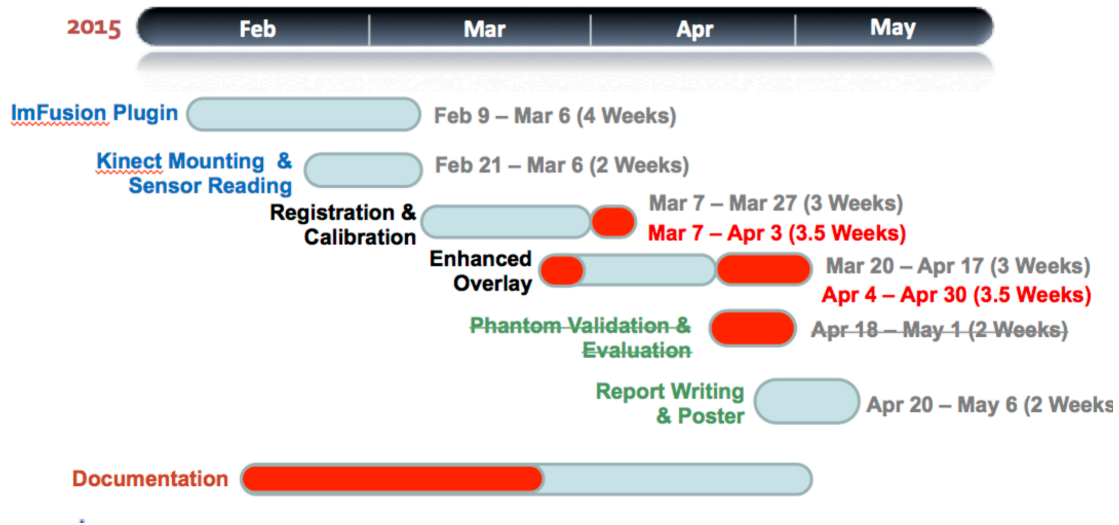 2015
Feb
Mar
Apr
May
ImFusion Plugin
Feb 9 – Mar 6 (4 Weeks)
Kinect Mounting &
Sensor Reading
Feb 21 – Mar 6 (2 Weeks)
Registration &
Calibration
Mar 7 – Mar 27 (3 Weeks)
Mar 7 – Apr 3 (3.5 Weeks)
Enhanced
Overlay
Mar 20 – Apr 17 (3 Weeks)
Apr 4 – Apr 30 (3.5 Weeks)
Phantom Validation &
Evaluation
Apr 18 – May 1 (2 Weeks)
Report Writing
& Poster
Apr 20 – May 6 (2 Weeks
Documentation